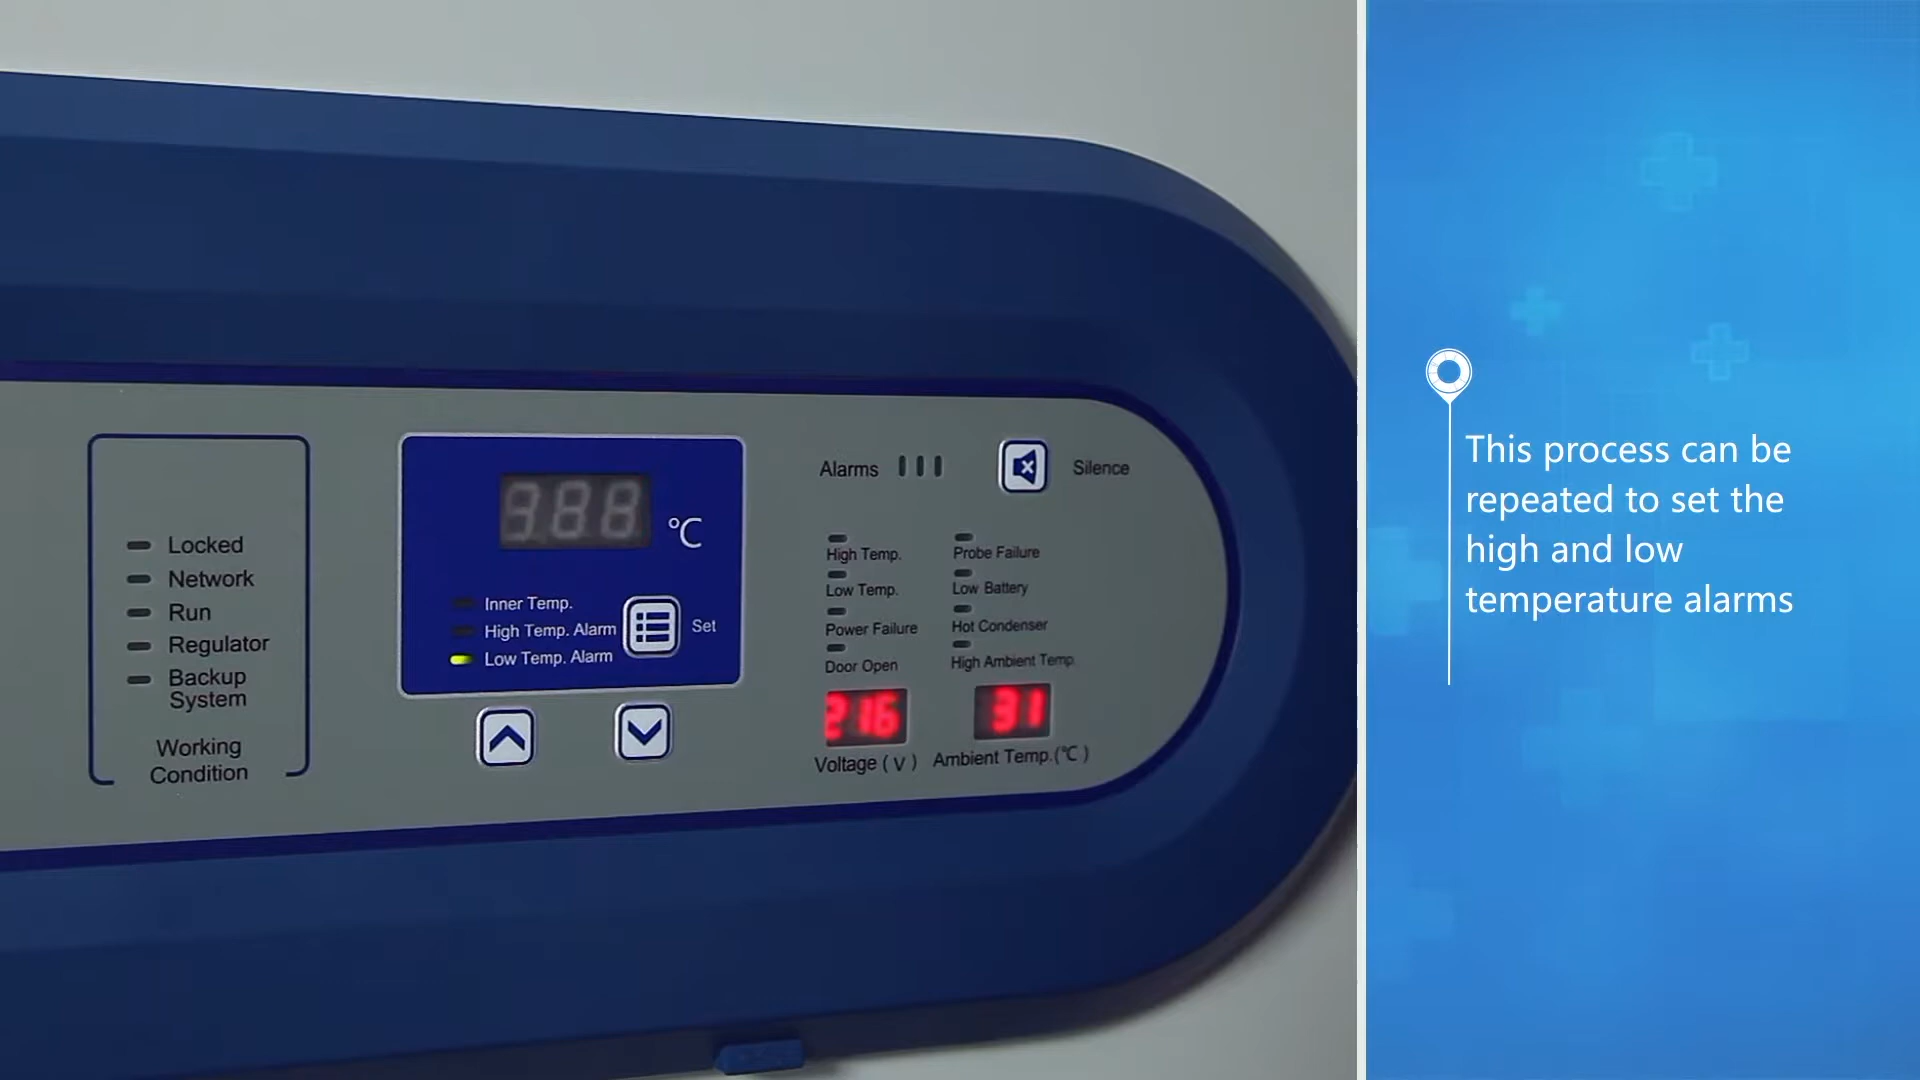 Locked
Network
Run
Regulator
Backup
System
Working
Condition
°C
Inner Temp.
High Temp. Alarm
Low Temp. Alarm
Set
Alarms
Silence
High Temp.
Probe Failure
Low Temp.
Low Battery
Power Failure
Hot Condenser
Door Open
High Ambient Temp.
216
31
Voltage ( V )
Ambient Temp.(°C )
This process can be
repeated to set the
high and low
temperature alarms